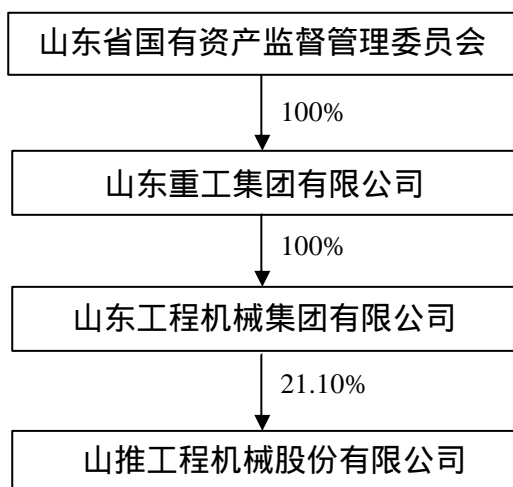 山东省国有资产监督管理委员会
100%
山东重工集团有限公司
100%
山东工程机械集团有限公司
21.10%
山推工程机械股份有限公司